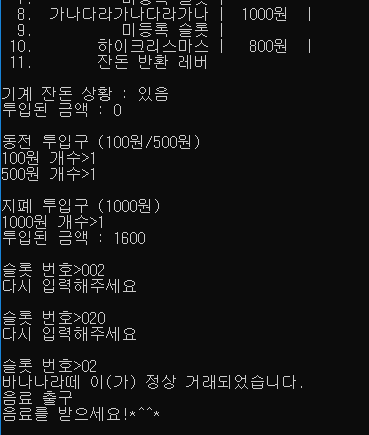 8. 가나다라가나다라가나 | 1000원 |
9. 미등록 슬롯 |
10. 하이크리스마스 | 800원 |
11. 잔돈 반환 레버
기계 잔돈 상황 : 있음
투입된 금액 : 0
동전 투입구 (100원/500원)
100원 개수>1
500원 개수>1
지폐 투입구 (1000원)
1000원 개수>1
투입된 금액 : 1600
슬롯 번호>002
다시 입력해주세요
슬롯 번호>020
다시 입력해주세요
슬롯 번호>02
바나나라떼 이(가) 정상 거래되었습니다.
음료 출구
음료를 받으세요!*^^*